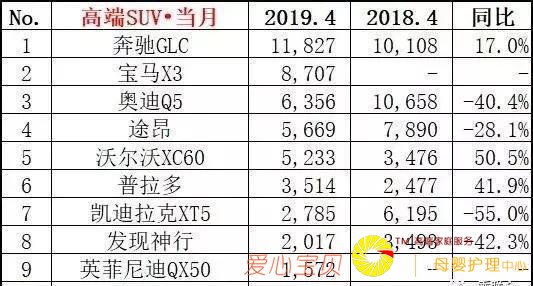 No. 高端SUV•当月 2019.4 2018.4 同比
1 奔驰GLC 11,827 10,108 17.0%
2 宝马X3 8,707 - -
3 奥迪Q5 6,356 10,658 -40.4%
4 途昂 5,669 7,890 -28.1%
5 沃尔沃XC60 5,233 3,476 50.5%
6 普拉多 3,514 2,477 41.9%
7 凯迪拉克XT5 2,785 6,195 -55.0%
8 发现神行 2,017 3,493 -42.3%
9 英菲尼迪QX50 1,572 - -
爱心宝贝
家庭服务
母婴护理中心